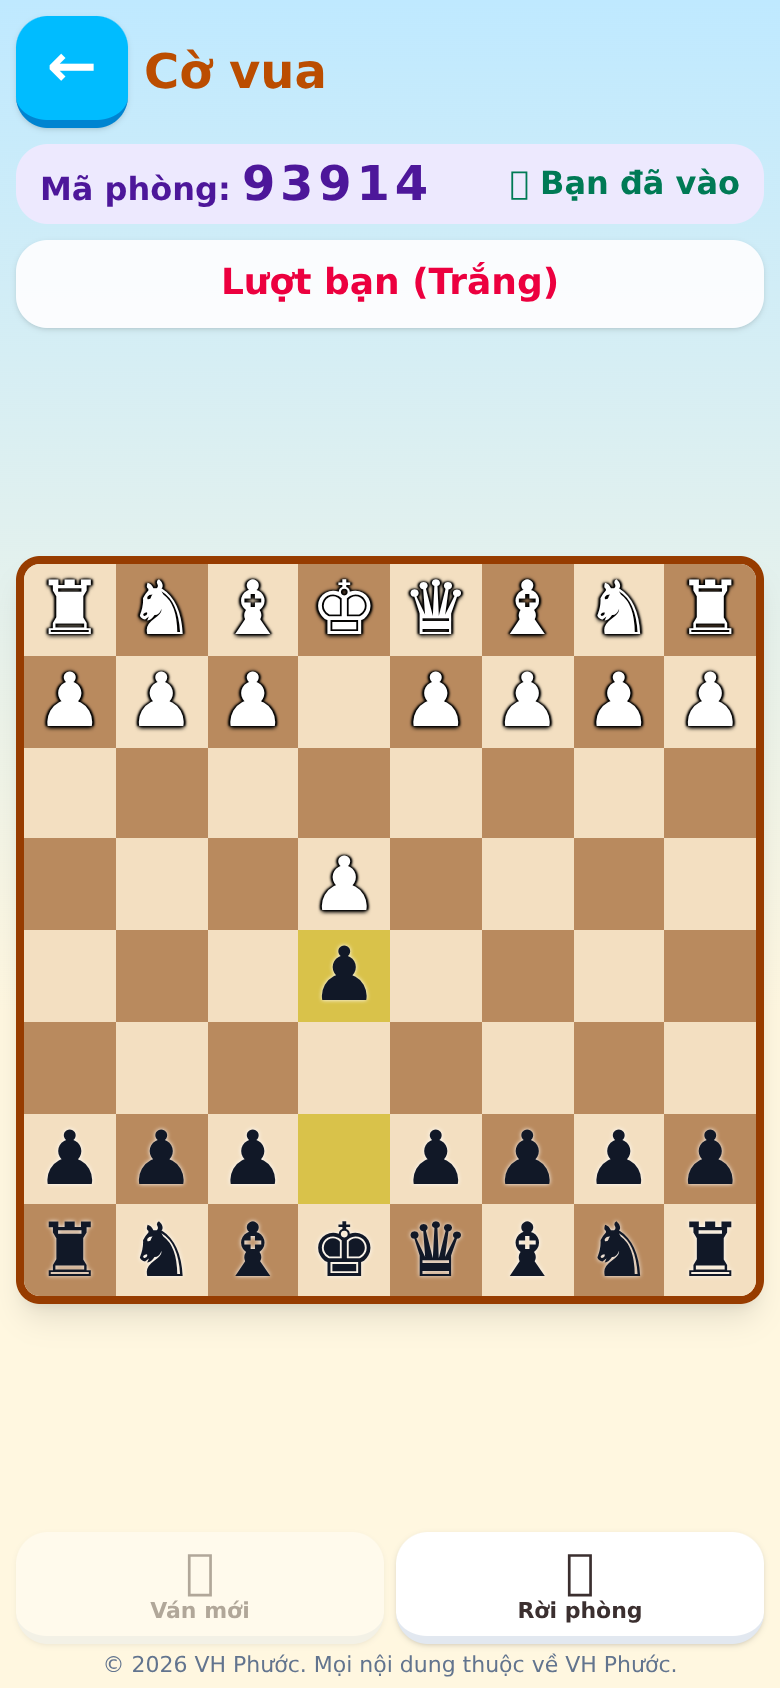 ← Cờ vua
Mã phòng: 93914
Bạn đã vào
Lượt bạn (Trắng)
Ván mới
Rời phòng
© 2026 VH Phước. Mọi nội dung thuộc về VH Phước.